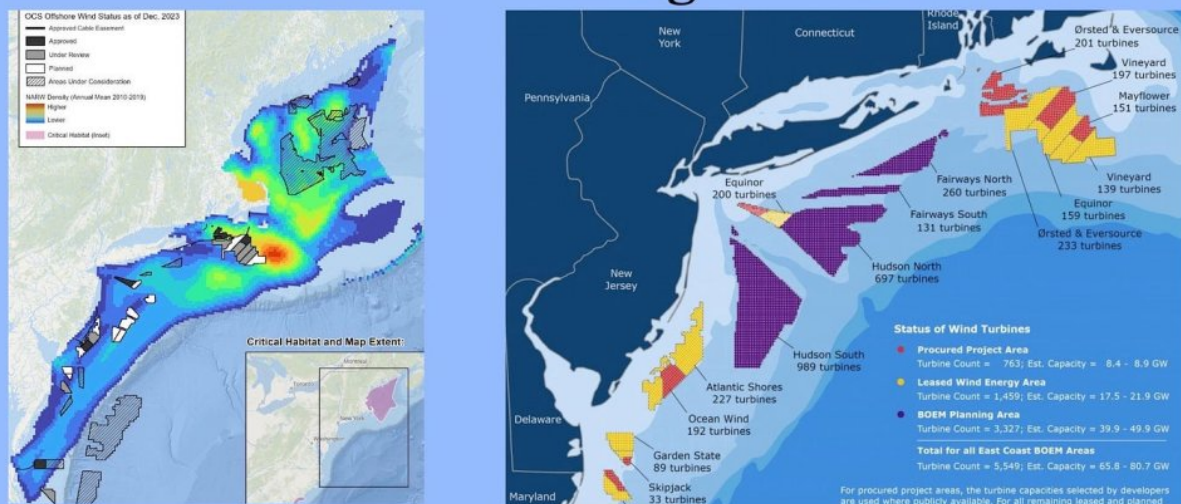 OCS Offshore Wind Status as of Dec. 2023
Approved Cable Easement
Approved
Under Review
Planned
Areas Under Consideration
NARW Density (Annual Mean 2010-2019)
Higher
Lower
Critical Habitat (Inset)
Critical Habitat and Map Extent:
New York
Connecticut
Rhode Island
Pennsylvania
New Jersey
Delaware
Maryland
Ørsted & Eversource
201 turbines
Vineyard
197 turbines
Mayflower
151 turbines
Vineyard
139 turbines
Equinor
159 turbines
Ørsted & Eversource
233 turbines
Fairways North
260 turbines
Fairways South
131 turbines
Equinor
200 turbines
Hudson North
697 turbines
Hudson South
989 turbines
Atlantic Shores
227 turbines
Ocean Wind
192 turbines
Garden State
89 turbines
Skipjack
33 turbines
Status of Wind Turbines
Procured Project Area
Turbine Count = 763; Est. Capacity = 8.4 - 8.9 GW
Leased Wind Energy Area
Turbine Count = 1,459; Est. Capacity = 17.5 - 21.9 GW
BOEM Planning Area
Turbine Count = 3,327; Est. Capacity = 39.9 - 49.9 GW
Total for all East Coast BOEM Areas
Turbine Count = 5,549; Est. Capacity = 65.8 - 80.7 GW
For procured project areas, the turbine capacities selected by developers
are used where publicly available. For all remaining leased and planned